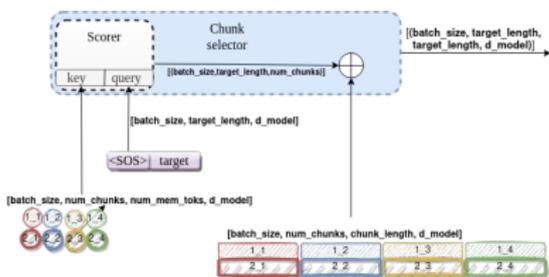 Scorer
Chunk
selector
key
query
[(batch_size,target_length,num_chunks)]
[(batch_size, target_length,
target_length, d_model)]
[batch_size, target_length, d_model]
<SOS> target
[batch_size, num_chunks, num_mem_toks, d_model]
1_1 1_2 1_3 1_4
2_1 2_2 2_3 2_4
[batch_size, num_chunks, chunk_length, d_model]
1_1 1_2 1_3 1_4
2_1 2_2 2_3 2_4